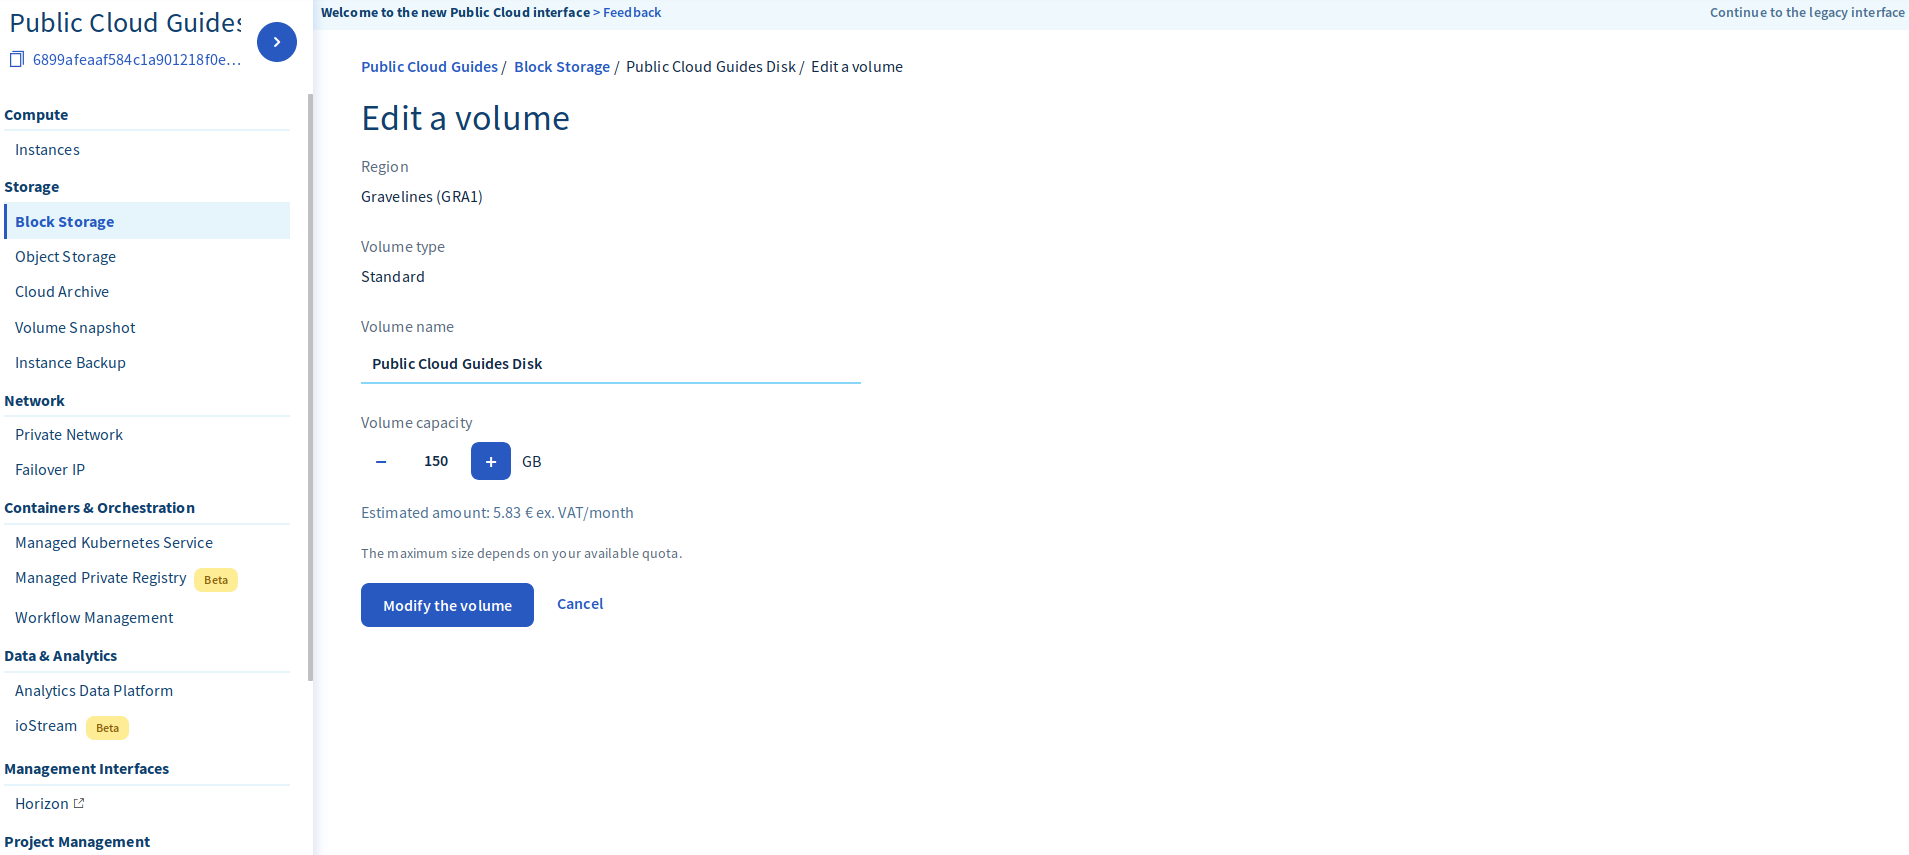 Public Cloud Guides
6899afeaaf584c1a901218f0e...
Compute
Instances
Storage
Block Storage
Object Storage
Cloud Archive
Volume Snapshot
Instance Backup
Network
Private Network
Failover IP
Containers & Orchestration
Managed Kubernetes Service
Managed Private Registry Beta
Workflow Management
Data & Analytics
Analytics Data Platform
ioStream Beta
Management Interfaces
Horizon
Project Management
Welcome to the new Public Cloud interface > Feedback
Continue to the legacy interface
Public Cloud Guides / Block Storage / Public Cloud Guides Disk / Edit a volume
Edit a volume
Region
Gravelines (GRA1)
Volume type
Standard
Volume name
Public Cloud Guides Disk
Volume capacity
− 150 + GB
Estimated amount: 5.83 € ex. VAT/month
The maximum size depends on your available quota.
Modify the volume Cancel